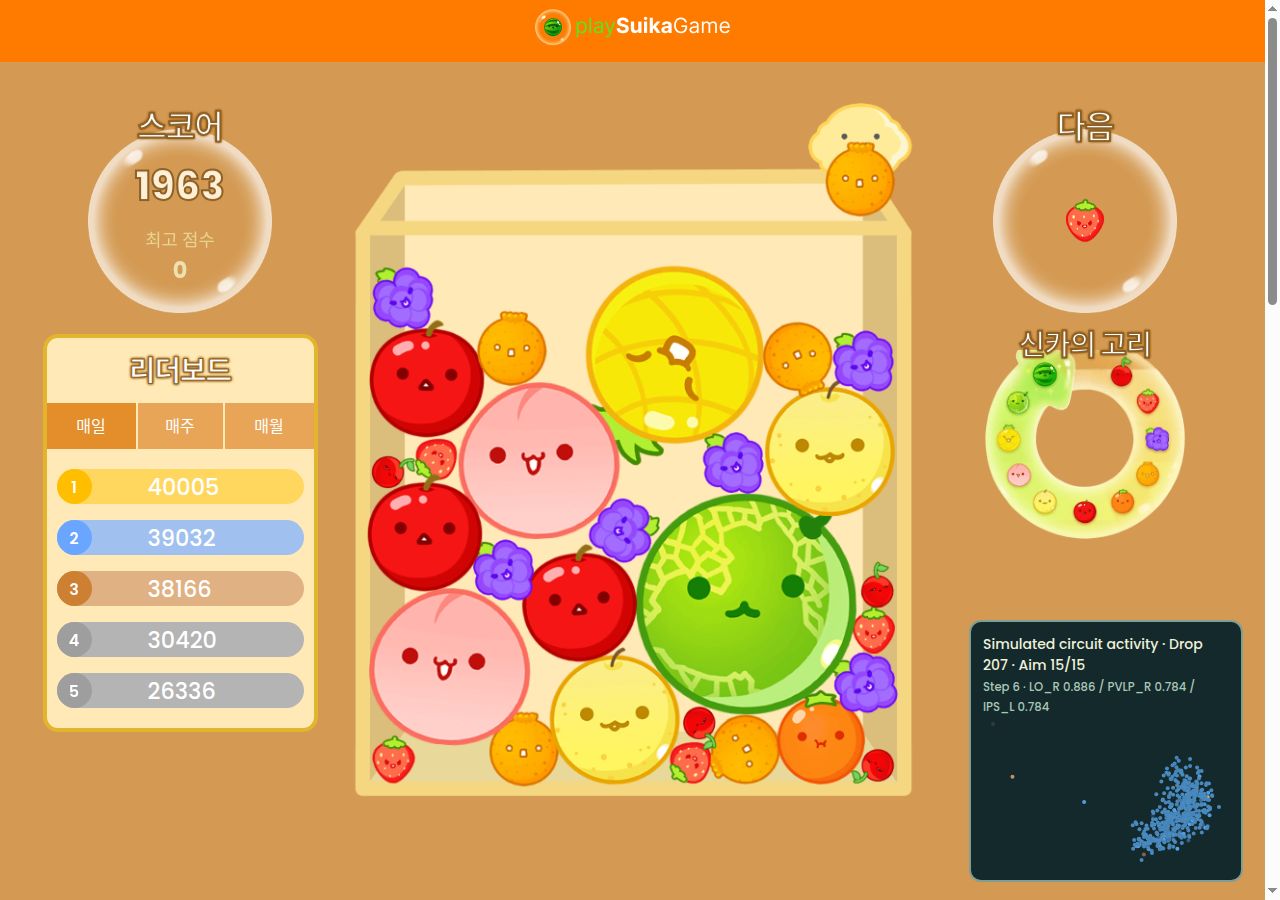 playSuikaGame
스코어
1963
최고 점수
0
다음
리더보드
매일 매주 매월
1 40005
2 39032
3 38166
4 30420
5 26336
신카의 고리
Simulated circuit activity · Drop
207 · Aim 15/15
Step 6 · LO_R 0.886 / PVLP_R 0.784 /
IPS_L 0.784